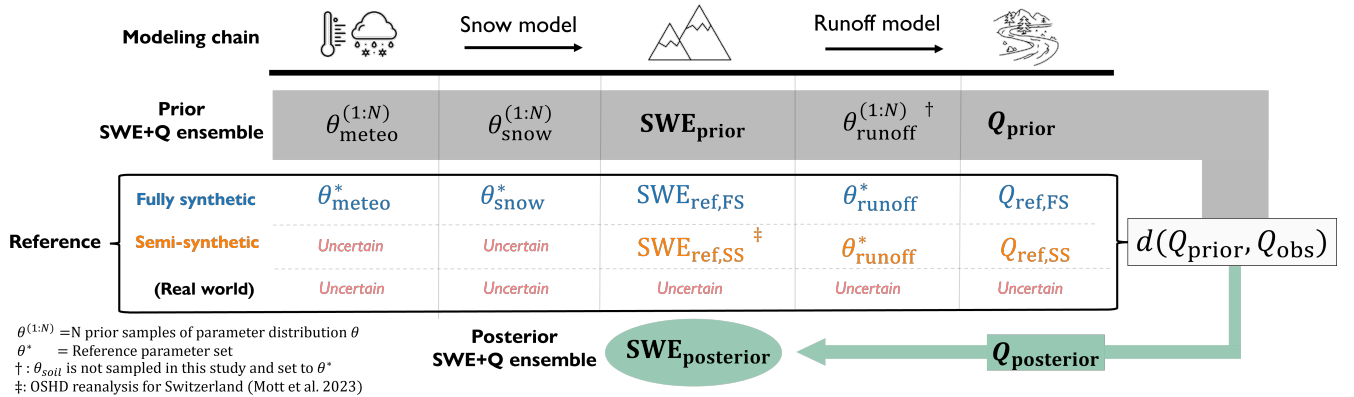 Modeling chain
Snow model
Runoff model
Prior
SWE+Q ensemble
θ_meteo^(1:N)
θ_snow^(1:N)
SWE_prior
θ_runoff^(1:N) †
Q_prior
Reference
Fully synthetic
θ*_meteo
θ*_snow
SWE_ref,FS
θ*_runoff
Q_ref,FS
Semi-synthetic
Uncertain
Uncertain
SWE_ref,SS ‡
θ*_runoff
Q_ref,SS
(Real world)
Uncertain
Uncertain
Uncertain
Uncertain
Uncertain
d(Q_prior, Q_obs)
Posterior
SWE+Q ensemble
SWE_posterior
Q_posterior
θ^(1:N) =N prior samples of parameter distribution θ
θ* = Reference parameter set
† : θ_soil is not sampled in this study and set to θ*
‡: OSHD reanalysis for Switzerland (Mott et al. 2023)